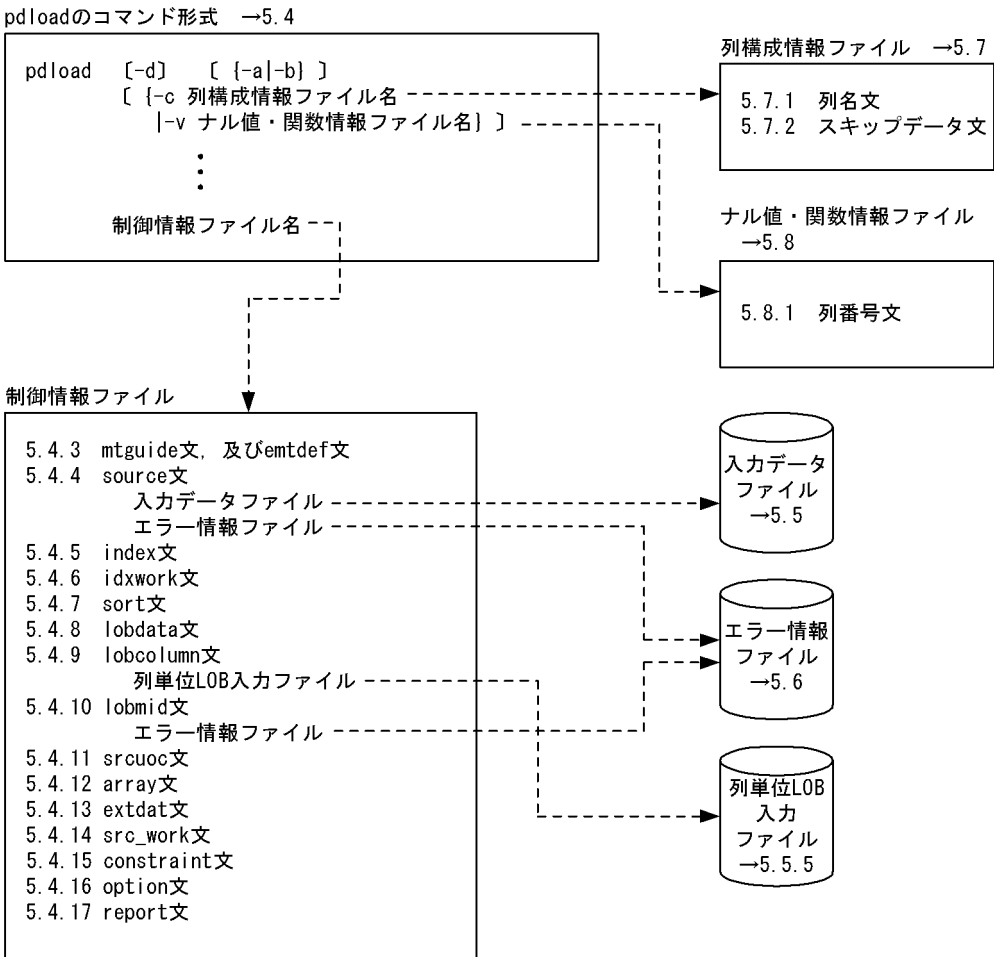 pdloadのコマンド形式 →5.4
pdload 〔-d〕 〔 {-a|-b} 〕
〔 {-c 列構成情報ファイル名
|-v ナル値・関数情報ファイル名} 〕
制御情報ファイル名
列構成情報ファイル →5.7
5.7.1 列名文
5.7.2 スキップデータ文
ナル値・関数情報ファイル
→5.8
5.8.1 列番号文
制御情報ファイル
5.4.3 mtguide文, 及びemtdef文
5.4.4 source文
入力データファイル
エラー情報ファイル
5.4.5 index文
5.4.6 idxwork文
5.4.7 sort文
5.4.8 lobdata文
5.4.9 lobcolumn文
列単位LOB入力ファイル
5.4.10 lobmid文
エラー情報ファイル
5.4.11 srcuoc文
5.4.12 array文
5.4.13 extdat文
5.4.14 src_work文
5.4.15 constraint文
5.4.16 option文
5.4.17 report文
入力データ
ファイル
→5.5
エラー情報
ファイル
→5.6
列単位LOB
入力
ファイル
→5.5.5